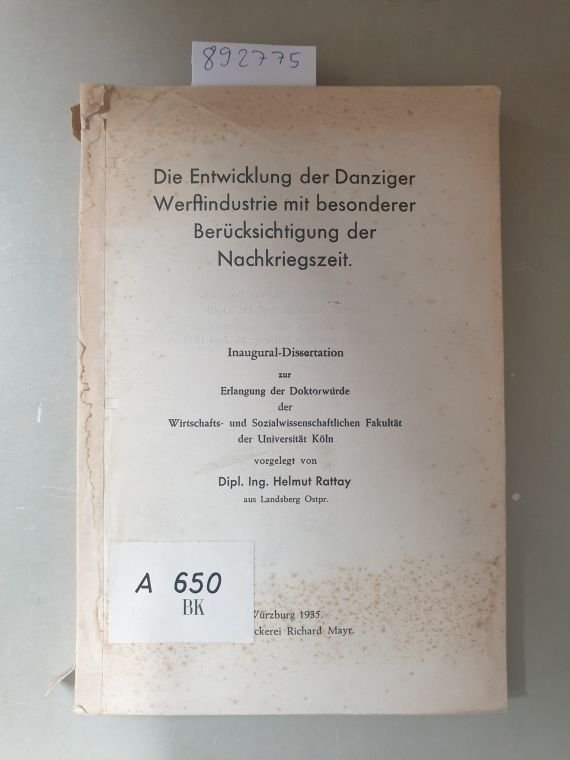 892775
Die Entwicklung der Danziger
Werftindustrie mit besonderer
Berücksichtigung der
Nachkriegszeit.
Inaugural-Dissertation
zur
Erlangung der Doktorwürde
der
Wirtschafts- und Sozialwissenschaftlichen Fakultät
der Universität Köln
vorgelegt von
Dipl. Ing. Helmut Rattay
aus Landsberg Ostpr.
A 650
BK
Würzburg 1935.
ckerei Richard Mayr.